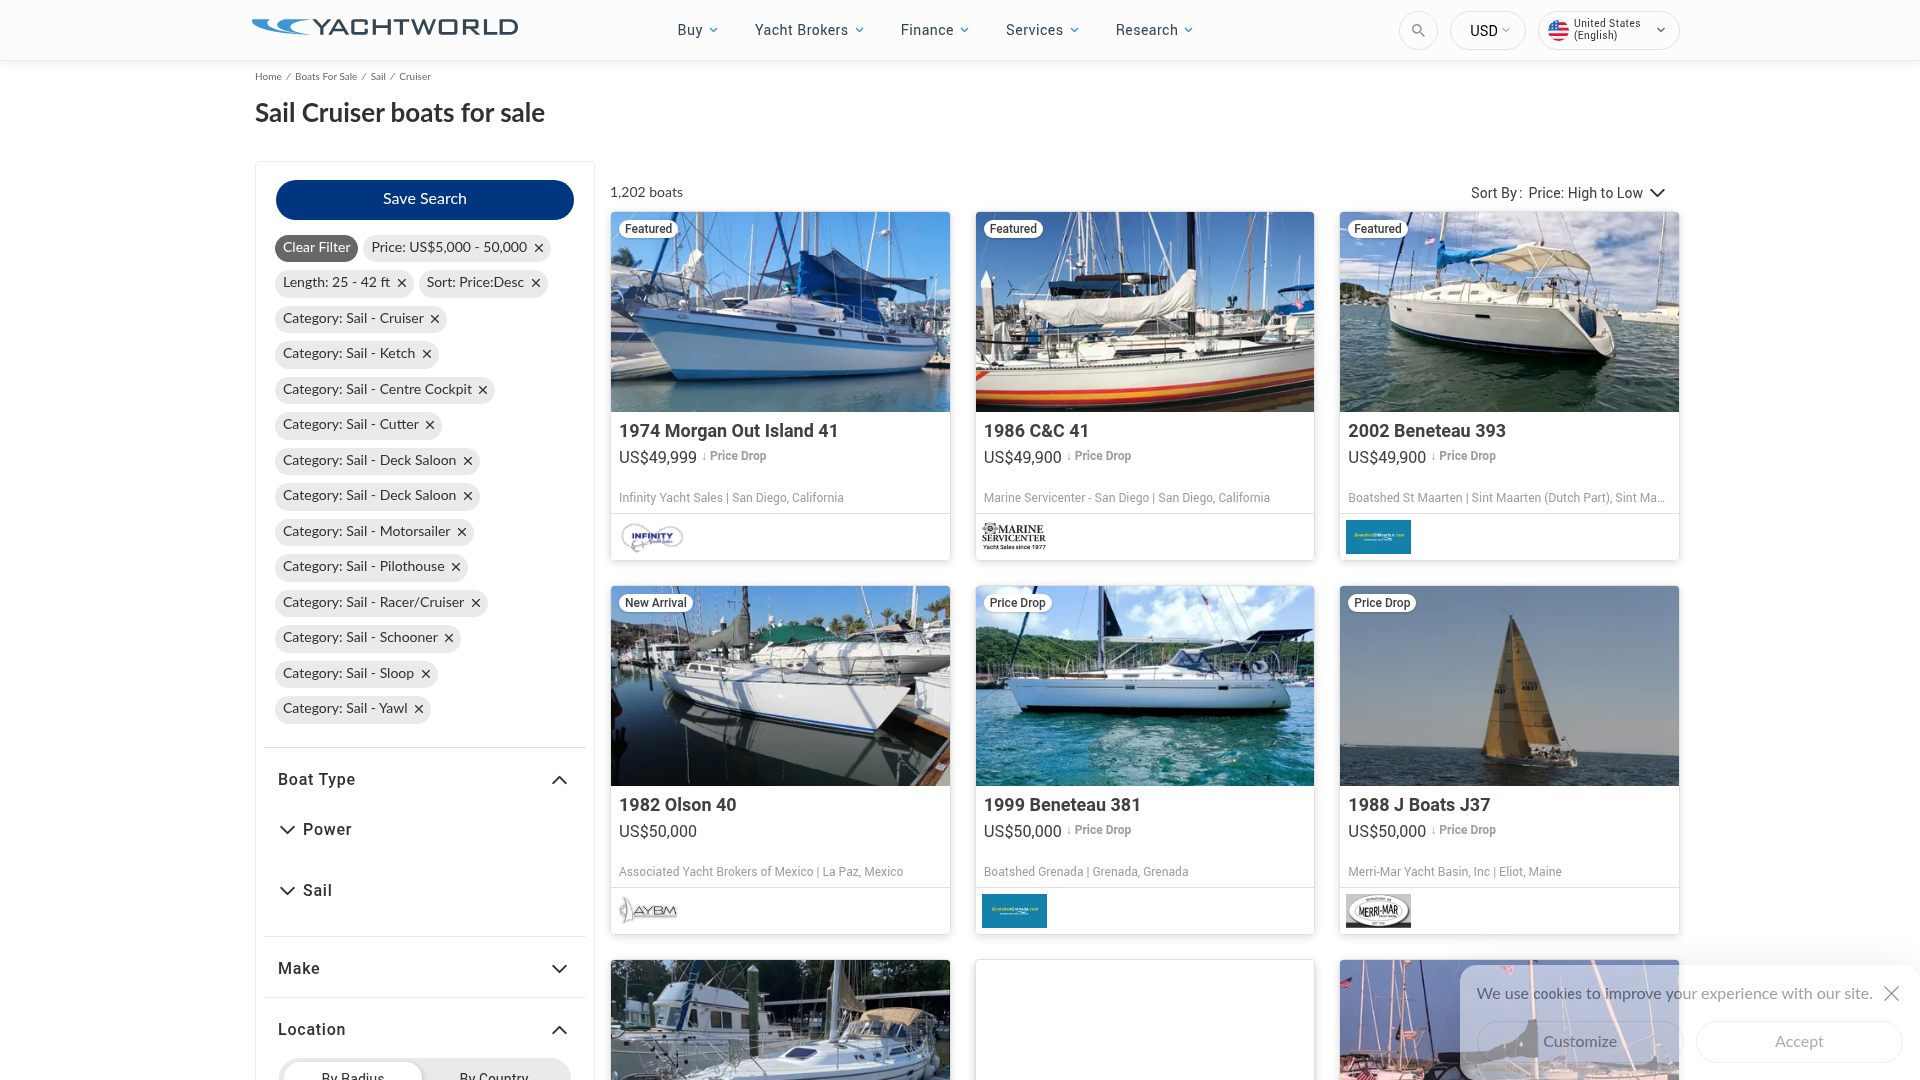 YACHTWORLD
Buy
Yacht Brokers
Finance
Services
Research
USD
United States
(English)
Home / Boats For Sale / Sail / Cruiser
Sail Cruiser boats for sale
Save Search
Clear Filter
Price: US$5,000 - 50,000
Length: 25 - 42 ft
Sort: Price:Desc
Category: Sail - Cruiser
Category: Sail - Ketch
Category: Sail - Centre Cockpit
Category: Sail - Cutter
Category: Sail - Deck Saloon
Category: Sail - Deck Saloon
Category: Sail - Motorsailer
Category: Sail - Pilothouse
Category: Sail - Racer/Cruiser
Category: Sail - Schooner
Category: Sail - Sloop
Category: Sail - Yawl
Boat Type
Power
Sail
Make
Location
By Radius
By Country
1,202 boats
Sort By : Price: High to Low
Featured
1974 Morgan Out Island 41
US$49,999 ↓ Price Drop
Infinity Yacht Sales | San Diego, California
INFINITY
Featured
1986 C&C 41
US$49,900 ↓ Price Drop
Marine Servicenter - San Diego | San Diego, California
MARINE
SERVICENTER
Yacht Sales since 1977
Featured
2002 Beneteau 393
US$49,900 ↓ Price Drop
Boatshed St Maarten | Sint Maarten (Dutch Part), Sint Ma...
BoatshedStMaarten.com
New Arrival
1982 Olson 40
US$50,000
Associated Yacht Brokers of Mexico | La Paz, Mexico
AYBM
Price Drop
1999 Beneteau 381
US$50,000 ↓ Price Drop
Boatshed Grenada | Grenada, Grenada
BoatshedGrenada.com
Price Drop
1988 J Boats J37
US$50,000 ↓ Price Drop
Merri-Mar Yacht Basin, Inc | Eliot, Maine
MERRI-MAR
We use cookies to improve your experience with our site.
Customize
Accept